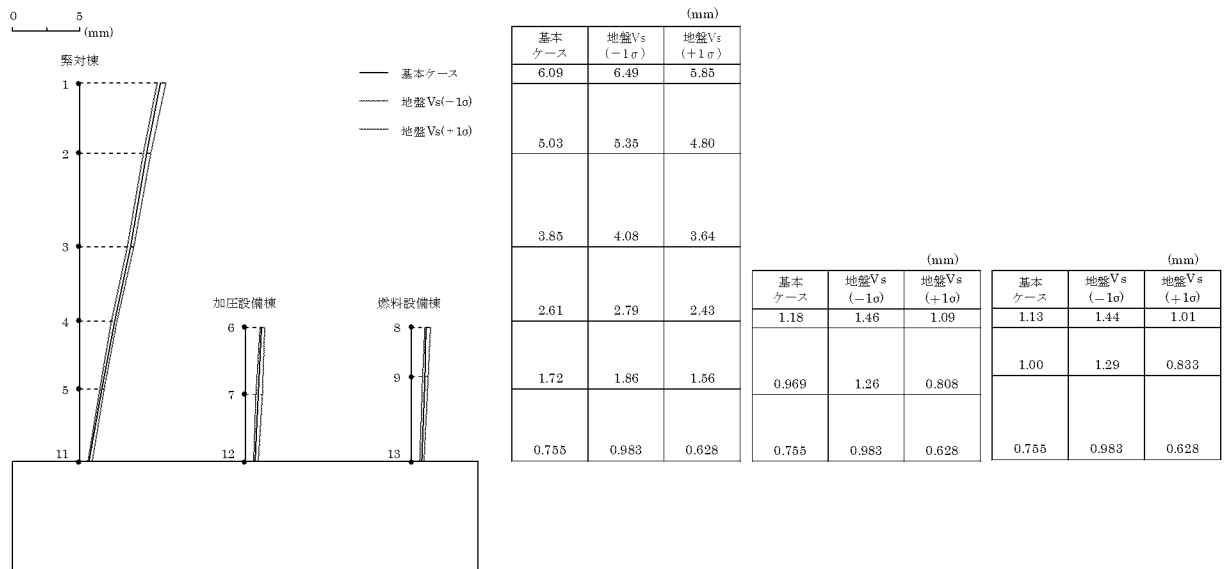 0 5
(mm)
緊対棟
1
2
3
4
5
11
基本ケース
地盤Vs(−1σ)
地盤Vs(+1σ)
加圧設備棟
6
7
12
燃料設備棟
8
9
13
(mm)
基本 地盤Vs 地盤Vs
ケース (−1σ) (+1σ)
6.09 6.49 5.85
5.03 5.35 4.80
3.85 4.08 3.64
2.61 2.79 2.43
1.72 1.86 1.56
0.755 0.983 0.628
(mm)
基本 地盤Vs 地盤Vs
ケース (−1σ) (+1σ)
1.18 1.46 1.09
0.969 1.26 0.808
0.755 0.983 0.628
(mm)
基本 地盤Vs 地盤Vs
ケース (−1σ) (+1σ)
1.13 1.44 1.01
1.00 1.29 0.833
0.755 0.983 0.628